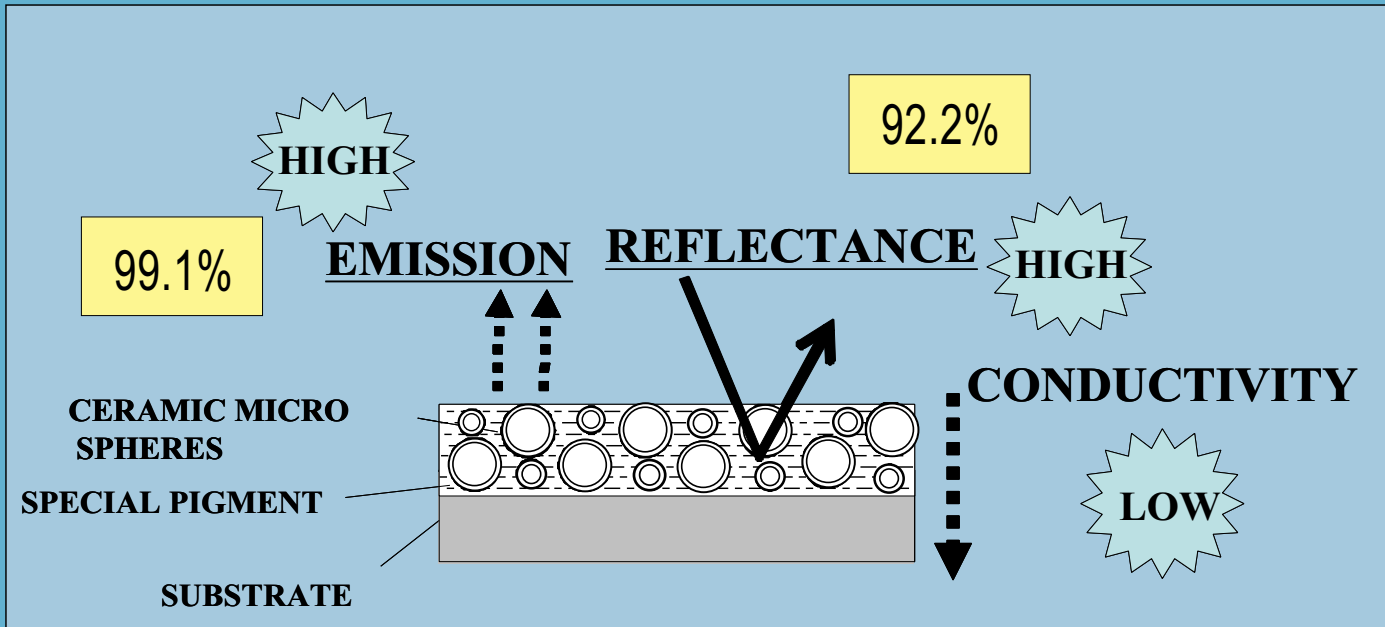 92.2%
HIGH
99.1%
EMISSION
REFLECTANCE
HIGH
CONDUCTIVITY
CERAMIC MICRO
SPHERES
SPECIAL PIGMENT
LOW
SUBSTRATE